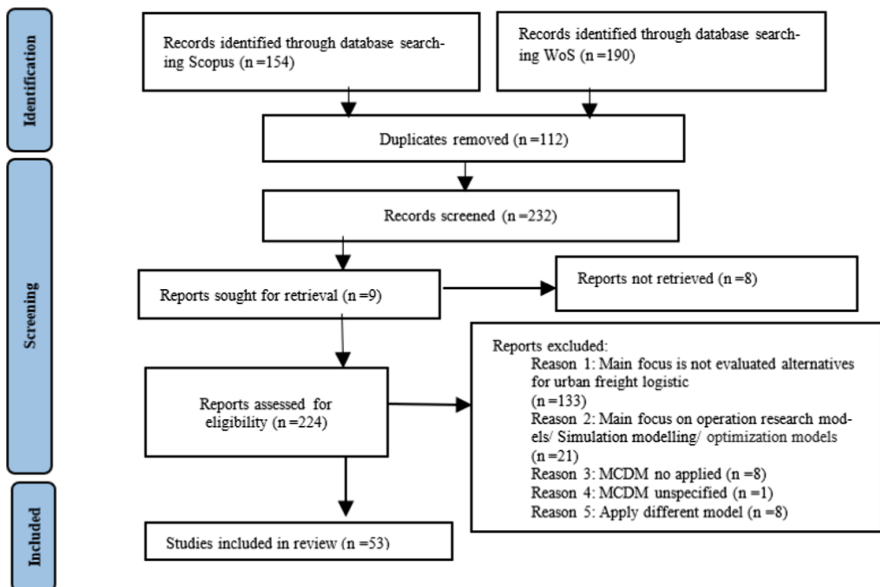 Identification
Records identified through database search-
ing Scopus (n =154)
Records identified through database search-
ing WoS (n =190)
Duplicates removed (n =112)
Screening
Records screened (n =232)
Reports sought for retrieval (n =9)
Reports not retrieved (n =8)
Reports assessed for
eligibility (n =224)
Reports excluded:
Reason 1: Main focus is not evaluated alternatives
for urban freight logistic
(n =133)
Reason 2: Main focus on operation research mod-
els/ Simulation modelling/ optimization models
(n =21)
Reason 3: MCDM no applied (n =8)
Reason 4: MCDM unspecified (n =1)
Reason 5: Apply different model (n =8)
Included
Studies included in review (n =53)